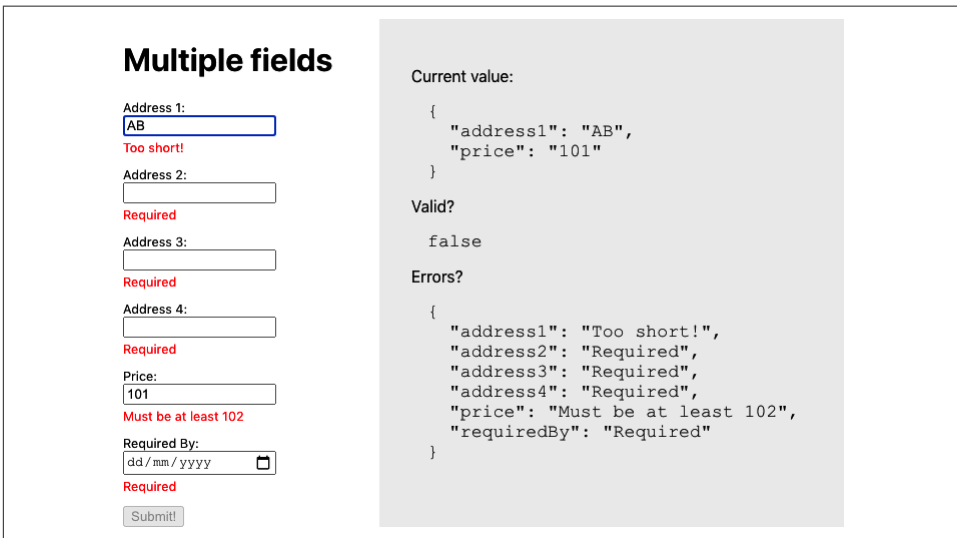 Multiple fields
Address 1:
AB
Too short!
Address 2:
Required
Address 3:
Required
Address 4:
Required
Price:
101
Must be at least 102
Required By:
dd/mm/yyyy
Required
Submit!
Current value:
{
"address1": "AB",
"price": "101"
}
Valid?
false
Errors?
{
"address1": "Too short!",
"address2": "Required",
"address3": "Required",
"address4": "Required",
"price": "Must be at least 102",
"requiredBy": "Required"
}